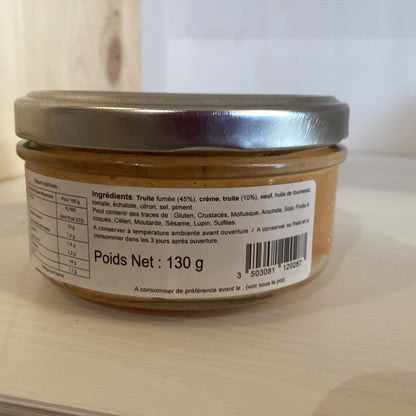 Pour 100 g
Ingrédients: Truite fumée (45%), crème, truite (10%), oeuf, huile de tournesol,
tomate, échalote, citron, sel, piment.
Peut contenir des traces de : Gluten, Crustacés, Mollusque, Arachide, Soja, Fruits à
coques, Céleri, Moutarde, Sésame, Lupin, Sulfites.
A conserver à température ambiante avant ouverture / A conserver au frais et à
consommer dans les 3 jours après ouverture.
Poids Net : 130 g
3 503081 120287
A consommer de préférence avant le : (voir sous le pot)